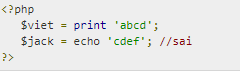 <?php
$viet = print 'abcd';
$jack = echo 'cdef'; //sai
?>